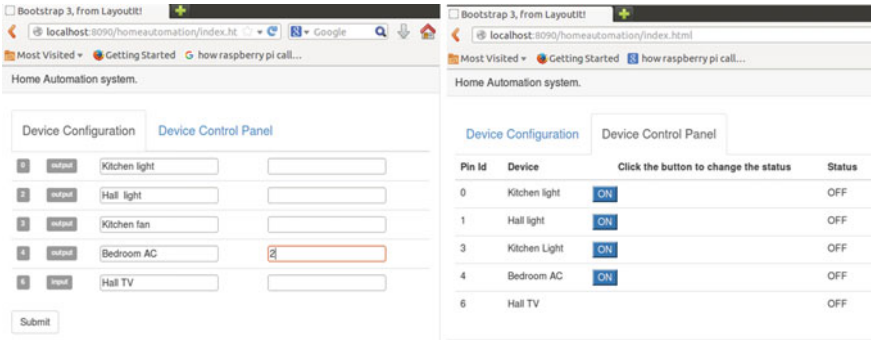 Bootstrap 3, from LayoutIt!
localhost:8090/homeautomation/index.ht
Google
Most Visited
Getting Started
how raspberry pi call...
Home Automation system.
Device Configuration
Device Control Panel
0 output Kitchen light
2 output Hall light
3 output Kitchen fan
4 output Bedroom AC 2
6 input Hall TV
Submit
Bootstrap 3, from LayoutIt!
localhost:8090/homeautomation/index.html
Most Visited
Getting Started
how raspberry pi call...
Home Automation system.
Device Configuration
Device Control Panel
Pin Id Device Click the button to change the status Status
0 Kitchen light ON OFF
1 Hall light ON OFF
3 Kitchen Light ON OFF
4 Bedroom AC ON OFF
6 Hall TV OFF